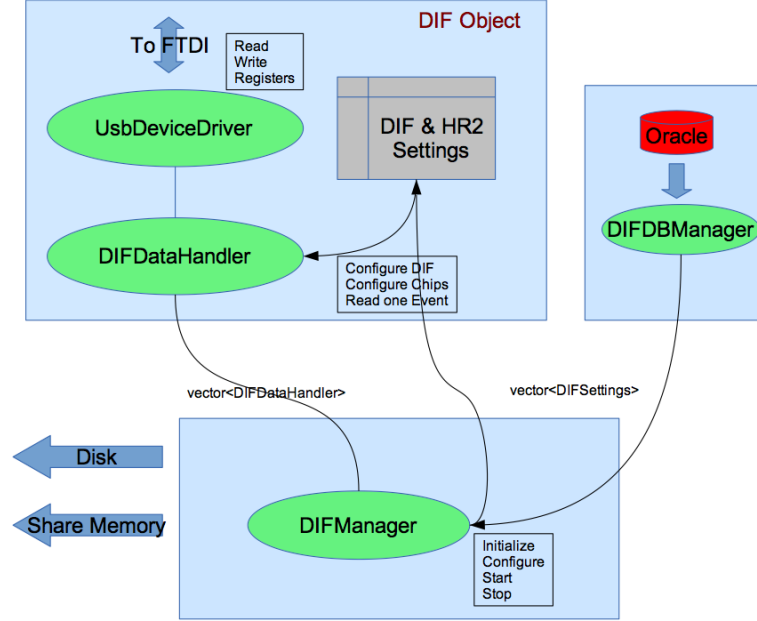 DIF Object
To FTDI
Read
Write
Registers
UsbDeviceDriver
DIF & HR2
Settings
Oracle
DIFDBManager
DIFDataHandler
Configure DIF
Configure Chips
Read one Event
vector<DIFDataHandler>
vector<DIFSettings>
Disk
Share Memory
DIFManager
Initialize
Configure
Start
Stop